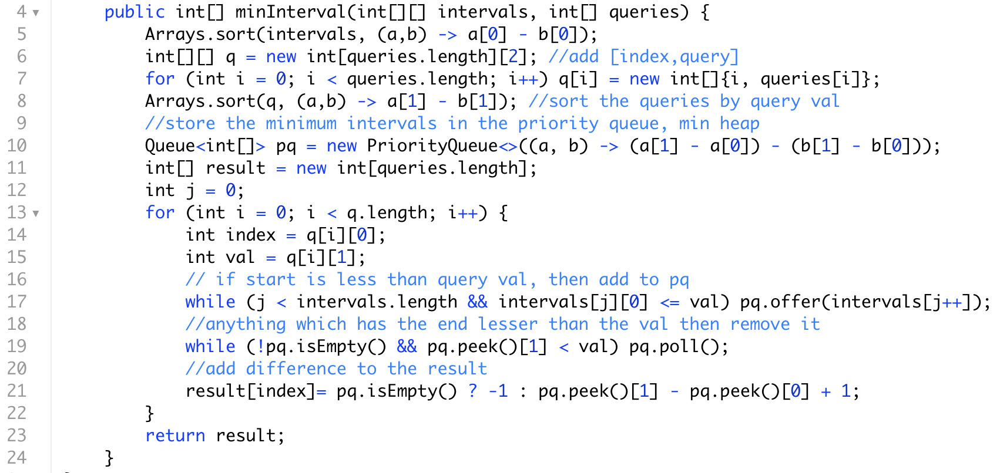 4 ▾ public int[] minInterval(int[][] intervals, int[] queries) {
5 Arrays.sort(intervals, (a,b) -> a[0] - b[0]);
6 int[][] q = new int[queries.length][2]; //add [index,query]
7 for (int i = 0; i < queries.length; i++) q[i] = new int[]{i, queries[i]};
8 Arrays.sort(q, (a,b) -> a[1] - b[1]); //sort the queries by query val
9 //store the minimum intervals in the priority queue, min heap
10 Queue<int[]> pq = new PriorityQueue<>((a, b) -> (a[1] - a[0]) - (b[1] - b[0]));
11 int[] result = new int[queries.length];
12 int j = 0;
13 ▾ for (int i = 0; i < q.length; i++) {
14 int index = q[i][0];
15 int val = q[i][1];
16 // if start is less than query val, then add to pq
17 while (j < intervals.length && intervals[j][0] <= val) pq.offer(intervals[j++]);
18 //anything which has the end lesser than the val then remove it
19 while (!pq.isEmpty() && pq.peek()[1] < val) pq.poll();
20 //add difference to the result
21 result[index]= pq.isEmpty() ? -1 : pq.peek()[1] - pq.peek()[0] + 1;
22 }
23 return result;
24 }